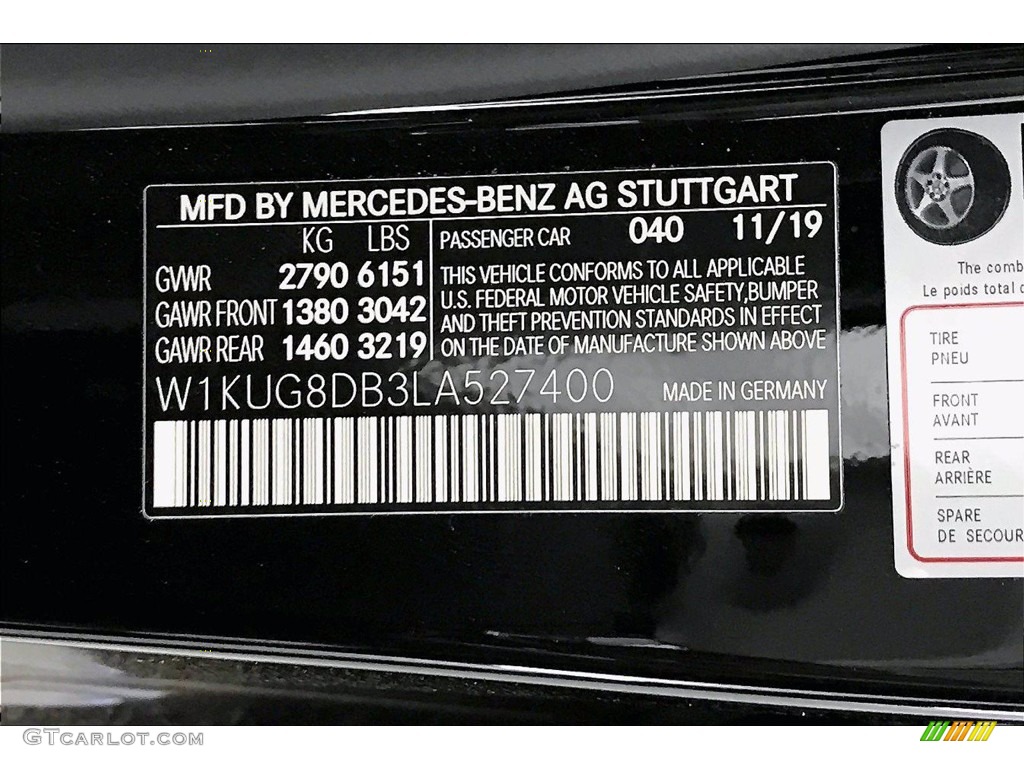 MFD BY MERCEDES-BENZ AG STUTTGART
KG LBS
GVWR 2790 6151
GAWR FRONT 1380 3042
GAWR REAR 1460 3219
PASSENGER CAR 040 11/19
THIS VEHICLE CONFORMS TO ALL APPLICABLE
U.S. FEDERAL MOTOR VEHICLE SAFETY,BUMPER
AND THEFT PREVENTION STANDARDS IN EFFECT
ON THE DATE OF MANUFACTURE SHOWN ABOVE
W1KUG8DB3LA527400 MADE IN GERMANY
The comb
Le poids total
TIRE
PNEU
FRONT
AVANT
REAR
ARRIÈRE
SPARE
DE SECOUR
GTcarlot.com